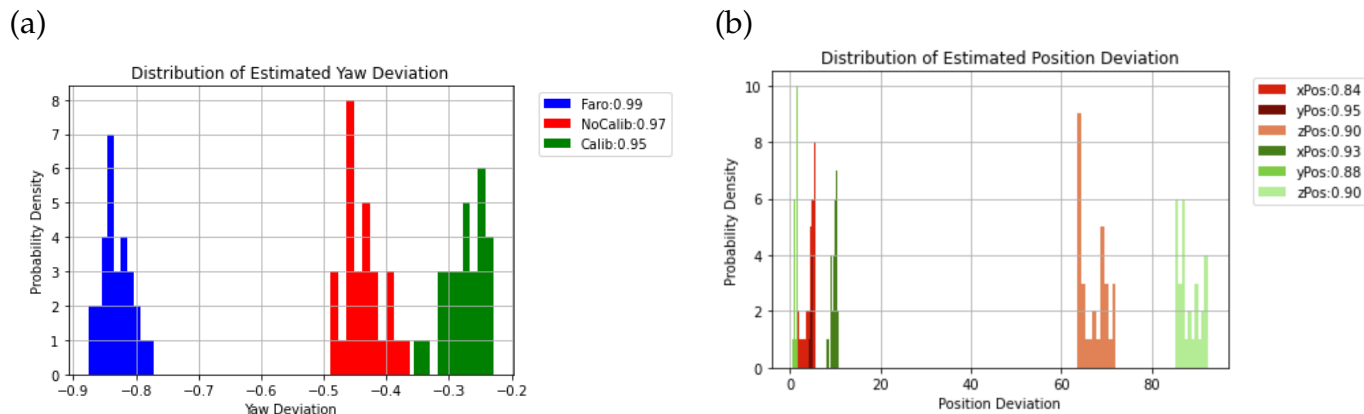 (a)
Distribution of Estimated Yaw Deviation
8
7
6
5
4
3
2
1
0
Probability Density
−0.9 −0.8 −0.7 −0.6 −0.5 −0.4 −0.3 −0.2
Yaw Deviation
Faro:0.99
NoCalib:0.97
Calib:0.95
(b)
Distribution of Estimated Position Deviation
10
8
6
4
2
0
Probability Density
0 20 40 60 80
Position Deviation
xPos:0.84
yPos:0.95
zPos:0.90
xPos:0.93
yPos:0.88
zPos:0.90